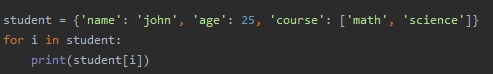 student = {'name': 'john', 'age': 25, 'course': ['math', 'science']}
for i in student:
    print(student[i])